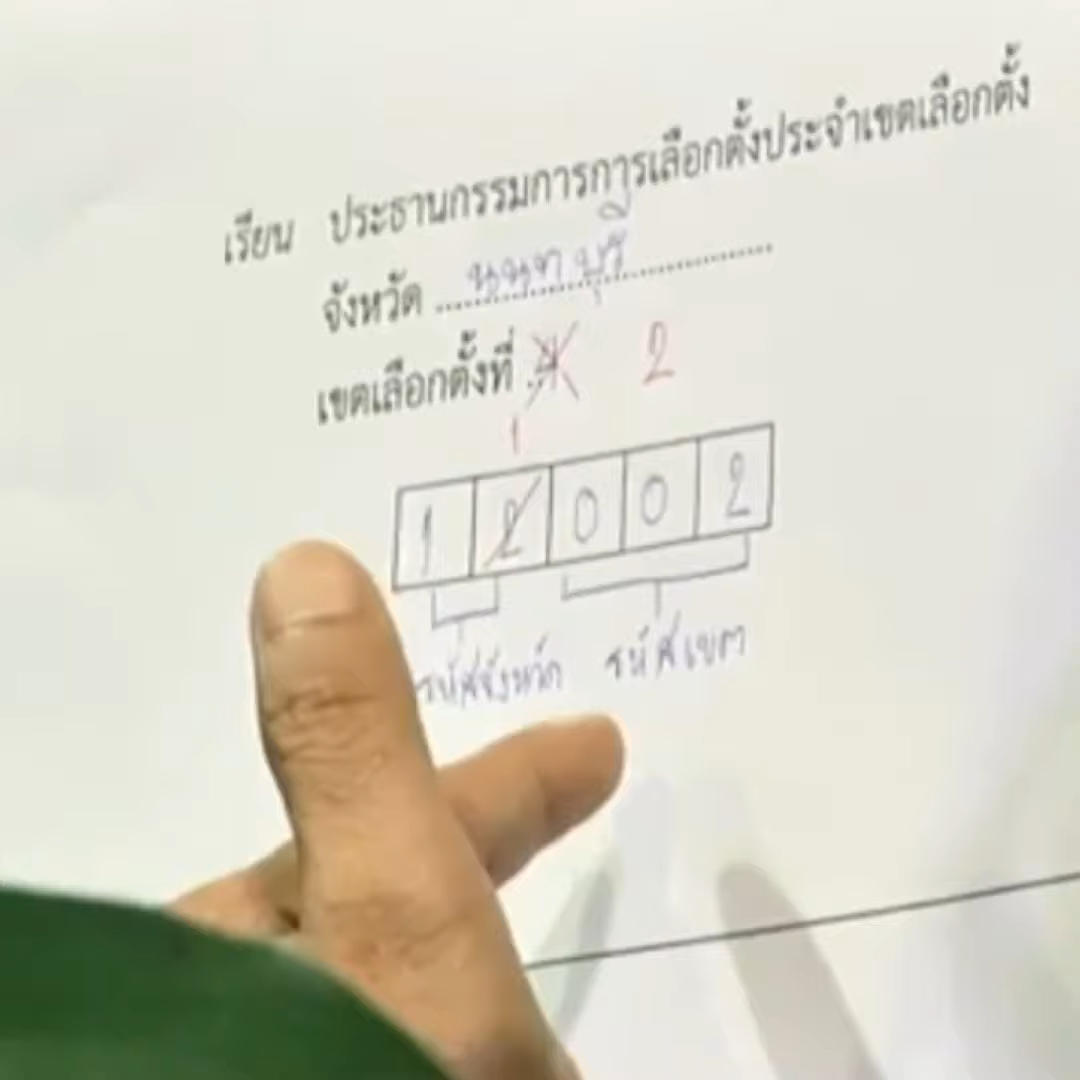 เรียน ประธานกรรมการการเลือกตั้งประจำเขตเลือกตั้ง
จังหวัด นนทบุรี
เขตเลือกตั้งที่ 2
1
1 2 0 0 2
รหัสจังหวัด รหัสเขต